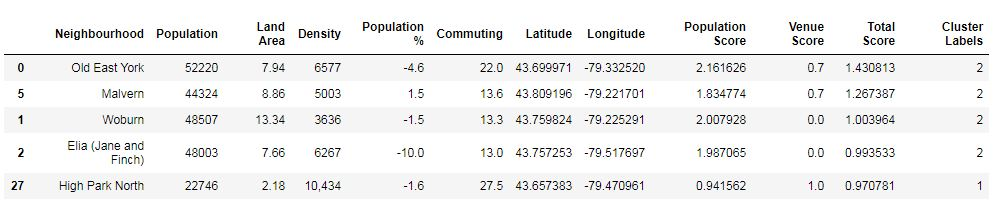 Neighbourhood Population Land Area Density Population % Commuting Latitude Longitude Population Score Venue Score Total Score Cluster Labels
0 Old East York 52220 7.94 6577 -4.6 22.0 43.699971 -79.332520 2.161626 0.7 1.430813 2
5 Malvern 44324 8.86 5003 1.5 13.6 43.809196 -79.221701 1.834774 0.7 1.267387 2
1 Woburn 48507 13.34 3636 -1.5 13.3 43.759824 -79.225291 2.007928 0.0 1.003964 2
2 Elia (Jane and Finch) 48003 7.66 6267 -10.0 13.0 43.757253 -79.517697 1.987065 0.0 0.993533 2
27 High Park North 22746 2.18 10,434 -1.6 27.5 43.657383 -79.470961 0.941562 1.0 0.970781 1